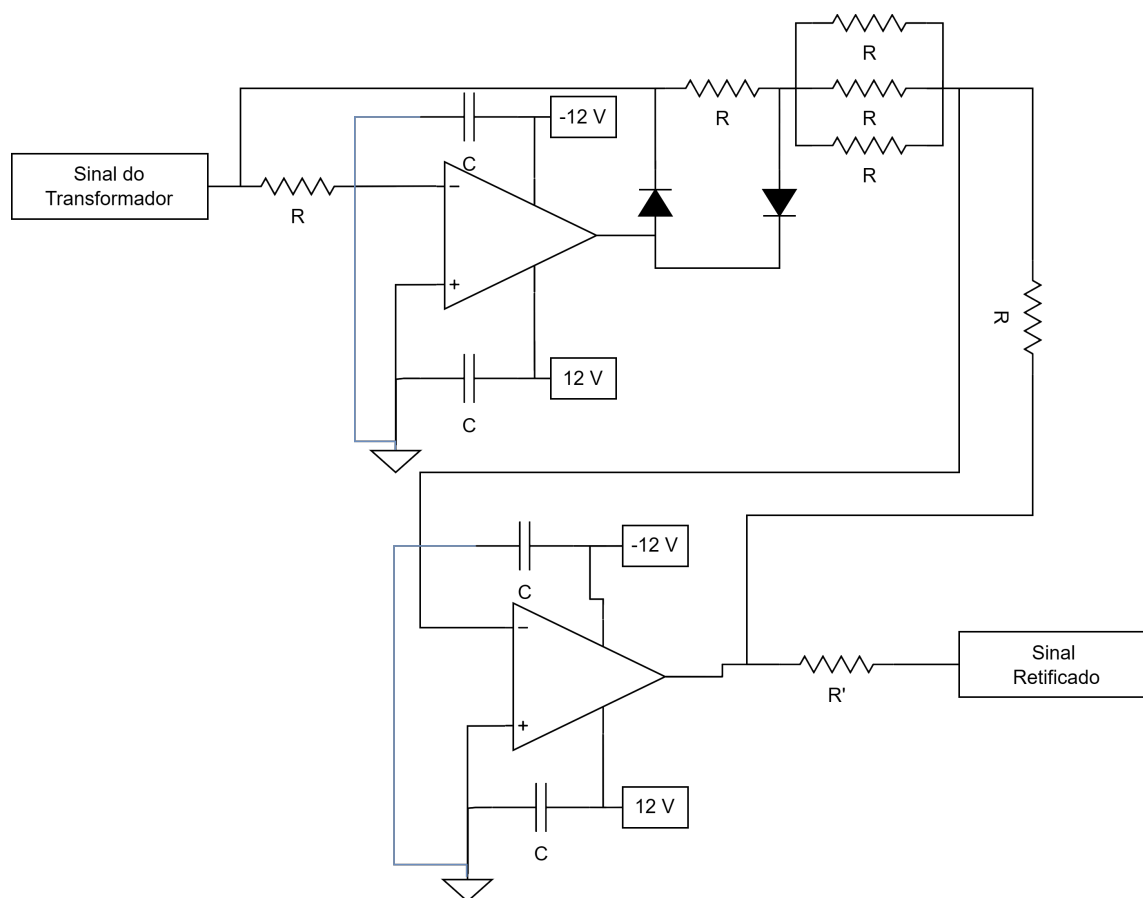 R
R
R
R
-12 V
C
Sinal do
Transformador
R
−
+
R
12 V
C
-12 V
C
−
+
Sinal
Retificado
R'
12 V
C